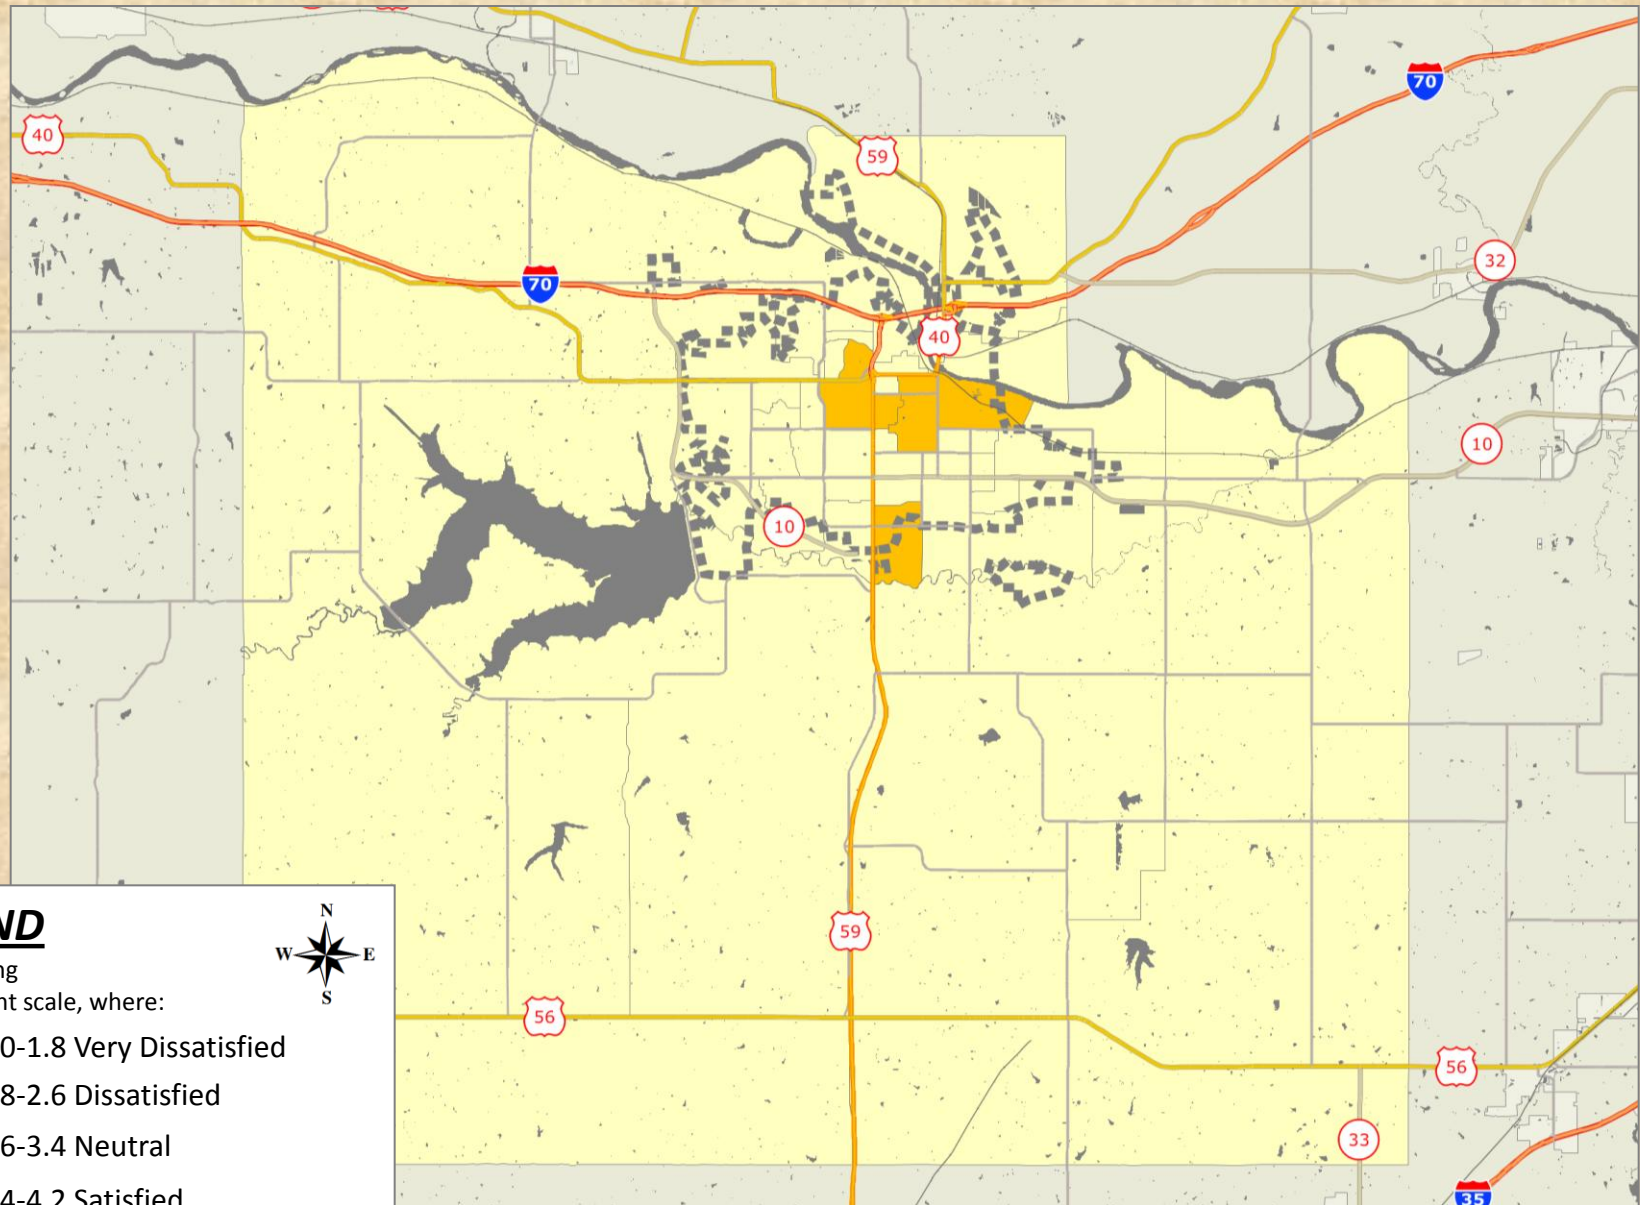 40
59
70
70
32
40
10
10
59
56
56
33
35
ND
N
W E
S
ng
nt scale, where:
0-1.8 Very Dissatisfied
8-2.6 Dissatisfied
6-3.4 Neutral
4-4.2 Satisfied